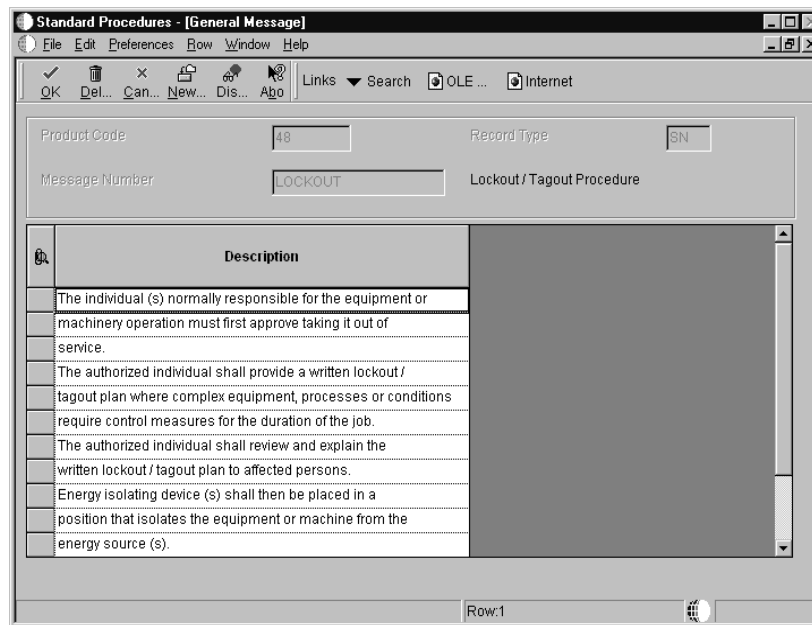 Standard Procedures - [General Message]
File Edit Preferences Row Window Help
OK Del... Can... New... Dis... Abo Links Search OLE ... Internet
Product Code 48 Record Type SN
Message Number LOCKOUT Lockout / Tagout Procedure
Description
The individual (s) normally responsible for the equipment or
machinery operation must first approve taking it out of
service.
The authorized individual shall provide a written lockout /
tagout plan where complex equipment, processes or conditions
require control measures for the duration of the job.
The authorized individual shall review and explain the
written lockout / tagout plan to affected persons.
Energy isolating device (s) shall then be placed in a
position that isolates the equipment or machine from the
energy source (s).
Row:1